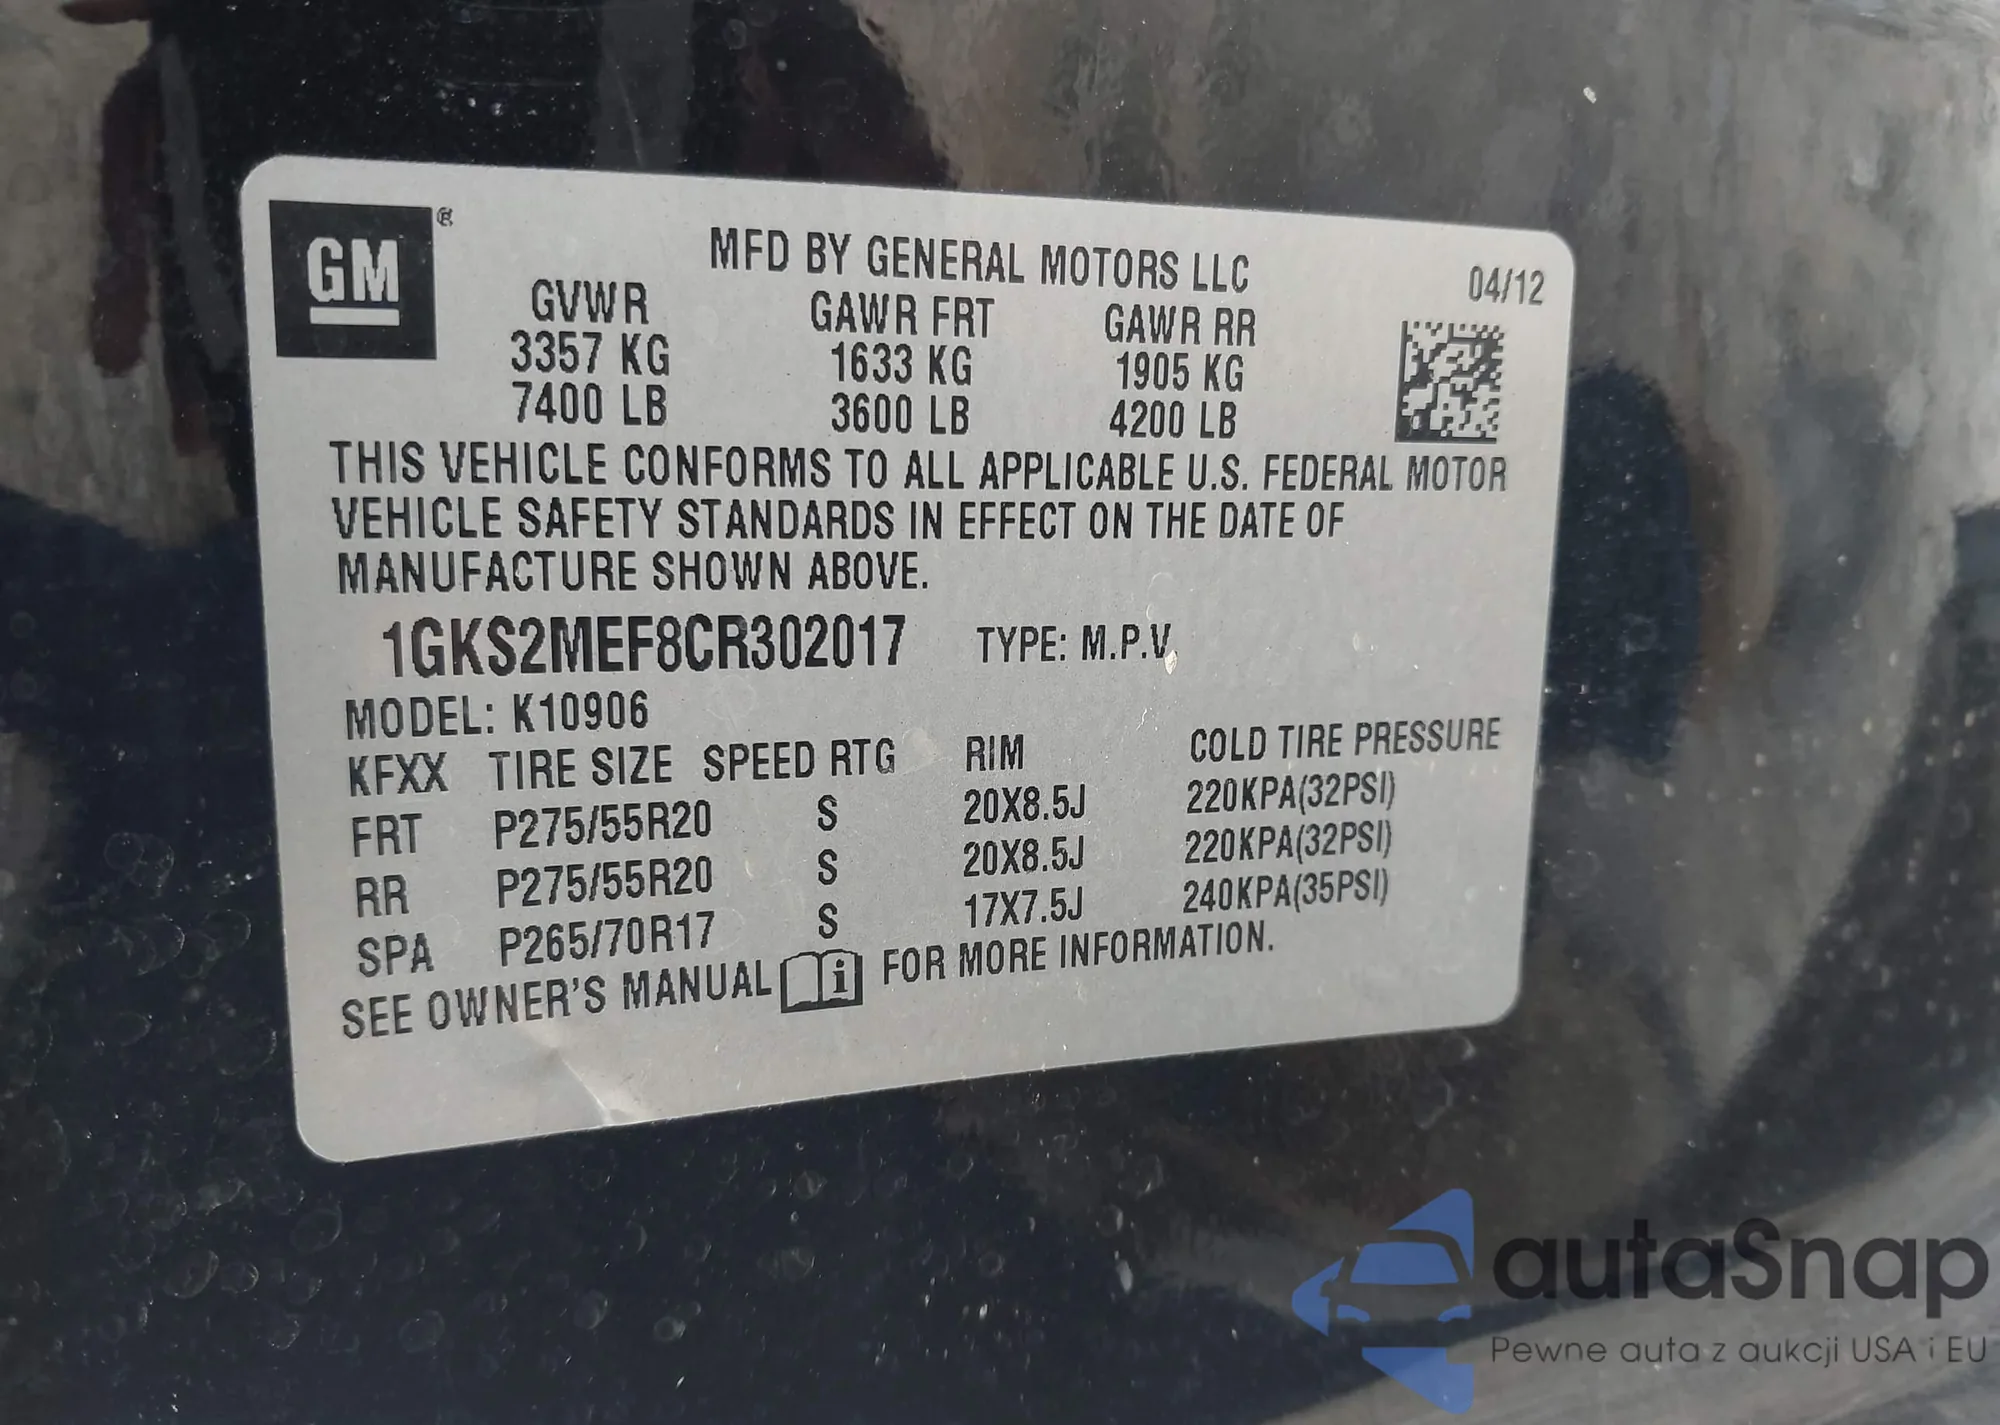 GM®
MFD BY GENERAL MOTORS LLC
04/12
GVWR GAWR FRT GAWR RR
3357 KG 1633 KG 1905 KG
7400 LB 3600 LB 4200 LB
THIS VEHICLE CONFORMS TO ALL APPLICABLE U.S. FEDERAL MOTOR
VEHICLE SAFETY STANDARDS IN EFFECT ON THE DATE OF
MANUFACTURE SHOWN ABOVE.
1GKS2MEF8CR302017 TYPE: M.P.V.
MODEL: K10906
KFXX TIRE SIZE SPEED RTG RIM COLD TIRE PRESSURE
FRT P275/55R20 S 20X8.5J 220KPA(32PSI)
RR P275/55R20 S 20X8.5J 220KPA(32PSI)
SPA P265/70R17 S 17X7.5J 240KPA(35PSI)
SEE OWNER'S MANUAL i FOR MORE INFORMATION.
autaSnap
Pewne auta z aukcji USA i EU